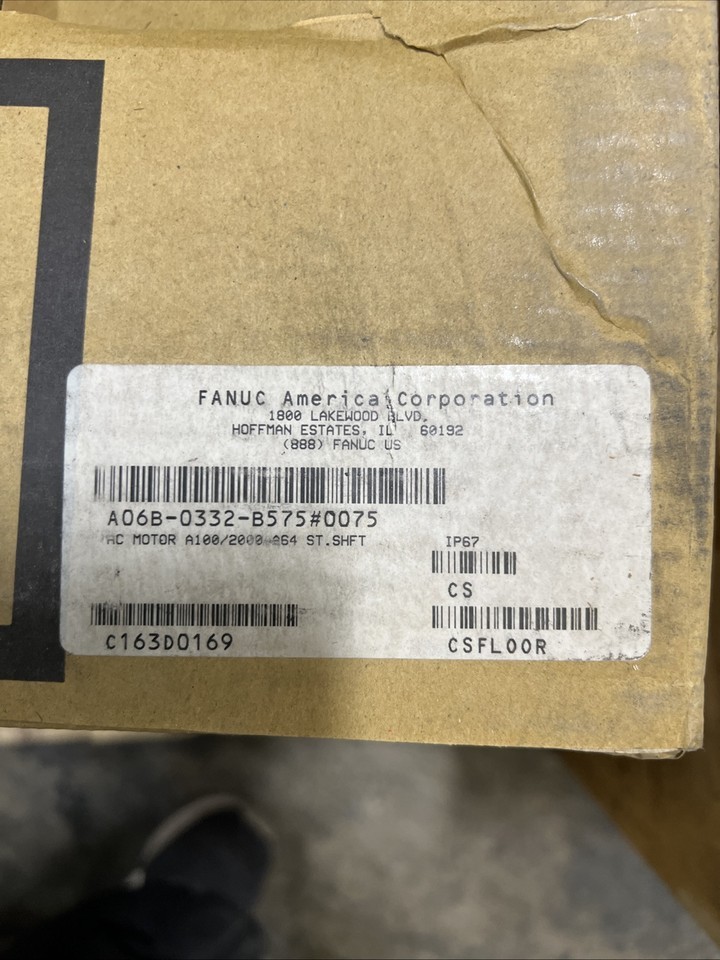 FANUC America Corporation
1800 LAKEWOOD BLVD.
HOFFMAN ESTATES, IL 60192
(888) FANUC US
A06B-0332-B575#0075
AC MOTOR A100/2000 A64 ST.SHFT
IP67
CS
C163D0169
CSFLOOR